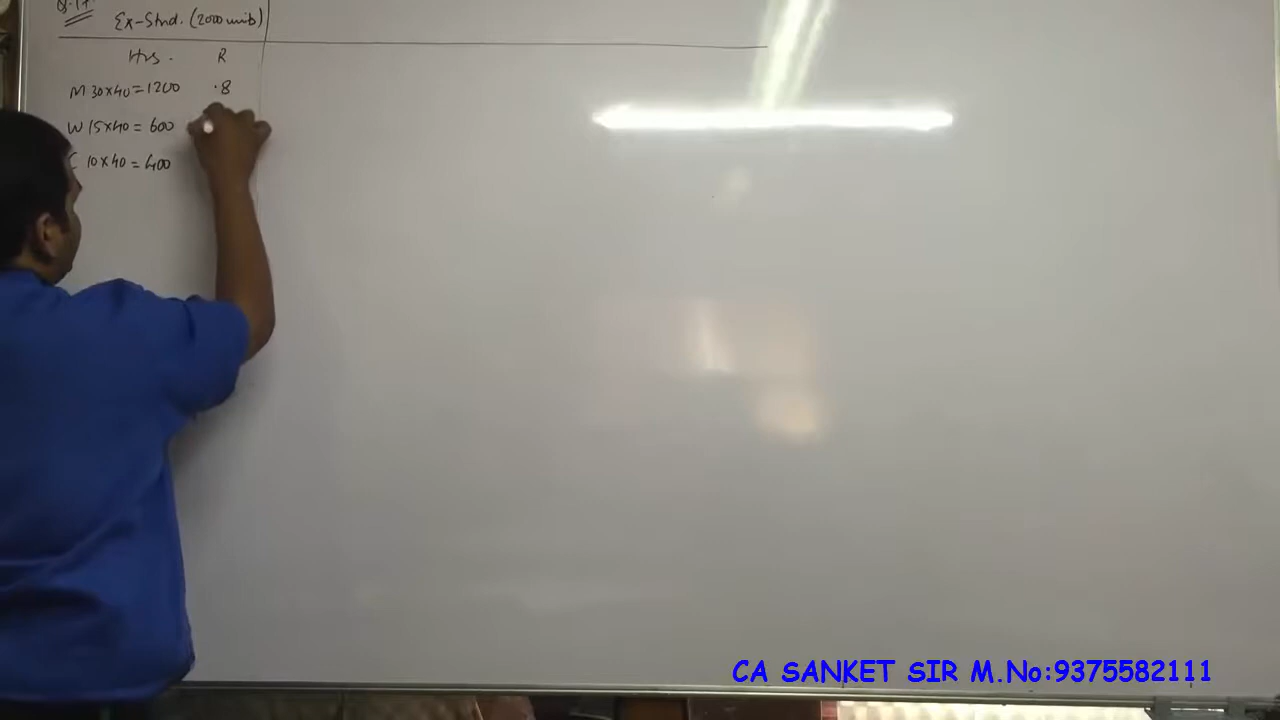 Q-17.
Ex-Stnd. (2000 units)
Hrs. R
M 30×40=1200 .8
W 15×40=600
10×40=400
CA SANKET SIR M.No:9375582111